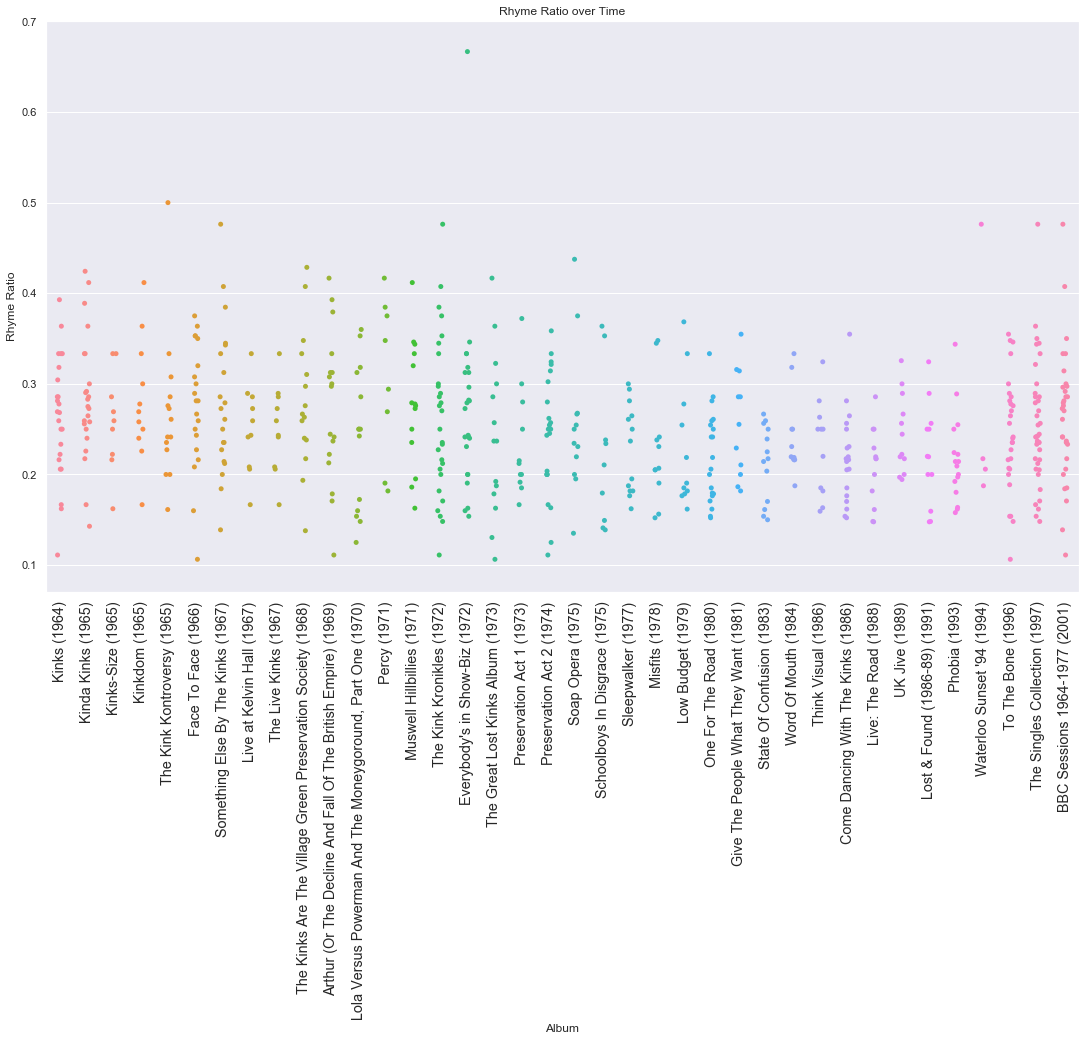 Rhyme Ratio over Time
0.7
0.6
0.5
0.4
0.3
0.2
0.1
Rhyme Ratio
Kinks (1964)
Kinda Kinks (1965)
Kinks-Size (1965)
Kinkdom (1965)
The Kink Kontroversy (1965)
Face To Face (1966)
Something Else By The Kinks (1967)
Live at Kelvin Hall (1967)
The Live Kinks (1967)
The Kinks Are The Village Green Preservation Society (1968)
Arthur (Or The Decline And Fall Of The British Empire) (1969)
Lola Versus Powerman And The Moneygoround, Part One (1970)
Percy (1971)
Muswell Hillbillies (1971)
The Kink Kronikles (1972)
Everybody's in Show-Biz (1972)
The Great Lost Kinks Album (1973)
Preservation Act 1 (1973)
Preservation Act 2 (1974)
Soap Opera (1975)
Schoolboys In Disgrace (1975)
Sleepwalker (1977)
Misfits (1978)
Low Budget (1979)
One For The Road (1980)
Give The People What They Want (1981)
State Of Confusion (1983)
Word Of Mouth (1984)
Think Visual (1986)
Come Dancing With The Kinks (1986)
Live: The Road (1988)
UK Jive (1989)
Lost & Found (1986-89) (1991)
Phobia (1993)
Waterloo Sunset '94 (1994)
To The Bone (1996)
The Singles Collection (1997)
BBC Sessions 1964-1977 (2001)
Album